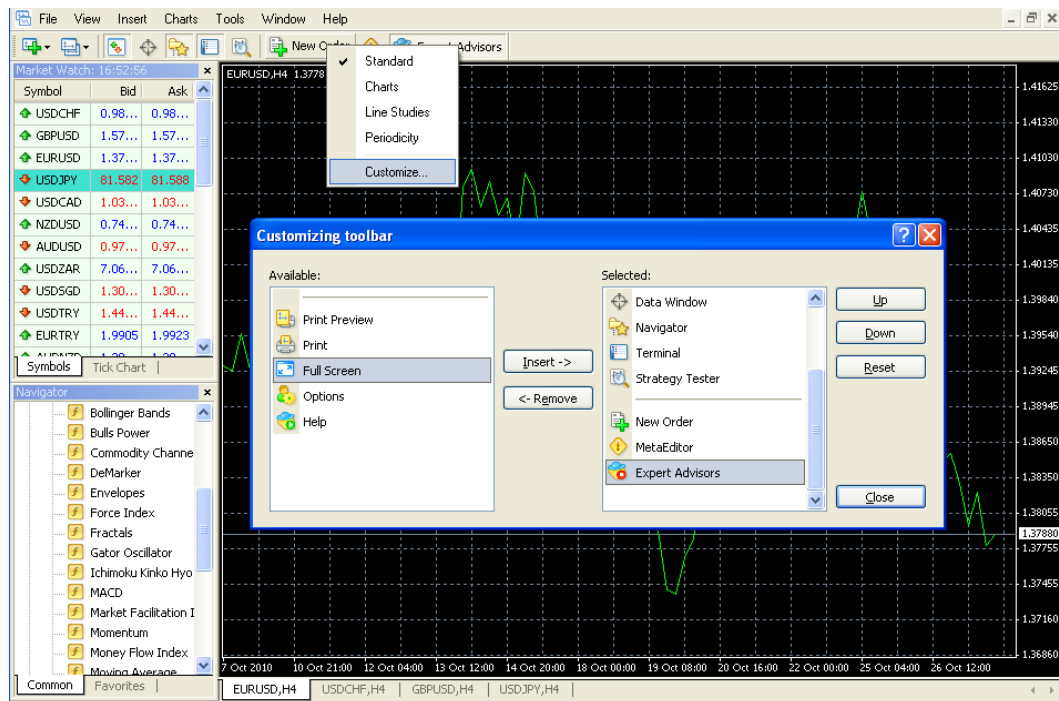 File View Insert Charts Tools Window Help
New Order Advisors
Market Watch: 16:52:56
Symbol Bid Ask
USDCHF 0.98... 0.98...
GBPUSD 1.57... 1.57...
EURUSD 1.37... 1.37...
USDJPY 81.582 81.588
USDCAD 1.03... 1.03...
NZDUSD 0.74... 0.74...
AUDUSD 0.97... 0.97...
USDZAR 7.06... 7.06...
USDSGD 1.30... 1.30...
USDTRY 1.44... 1.44...
EURTRY 1.9905 1.9923
Symbols Tick Chart
Navigator
Bollinger Bands
Bulls Power
Commodity Channe
DeMarker
Envelopes
Force Index
Fractals
Gator Oscillator
Ichimoku Kinko Hyo
MACD
Market Facilitation I
Momentum
Money Flow Index
Moving Average
Common Favorites
EURUSD,H4 1.3778
Standard
Charts
Line Studies
Periodicity
Customize...
Customizing toolbar
Available:
Print Preview
Print
Full Screen
Options
Help
Insert ->
<- Remove
Selected:
Data Window
Navigator
Terminal
Strategy Tester
New Order
MetaEditor
Expert Advisors
Up
Down
Reset
Close
1.41625
1.41330
1.41030
1.40730
1.40435
1.40135
1.39840
1.39540
1.39245
1.38945
1.38650
1.38350
1.38055
1.37880
1.37755
1.37455
1.37160
1.36860
7 Oct 2010 10 Oct 21:00 12 Oct 04:00 13 Oct 12:00 14 Oct 20:00 18 Oct 00:00 19 Oct 08:00 20 Oct 16:00 22 Oct 00:00 25 Oct 04:00 26 Oct 12:00
EURUSD,H4 USDCHF,H4 GBPUSD,H4 USDJPY,H4